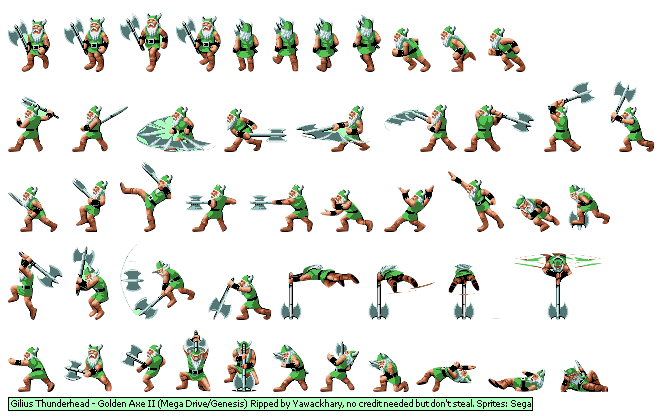 Gilius Thunderhead - Golden Axe II (Mega Drive/Genesis) Ripped by Yawackhary, no credit needed but don't steal. Sprites: Sega